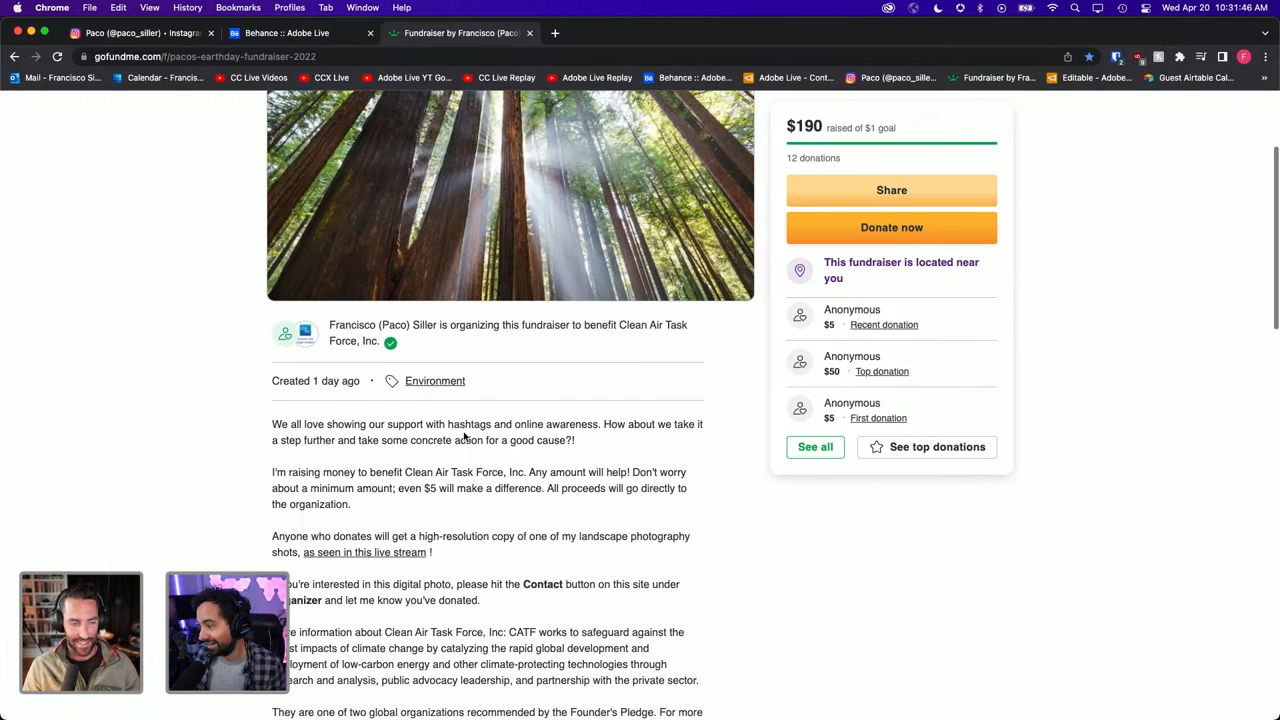 Chrome File Edit View History Bookmarks Profiles Tab Window Help Wed Apr 20 10:31:46 AM
Paco (@paco_siller) • Instagra × Behance :: Adobe Live × Fundraiser by Francisco (Paco) ×
gofundme.com/f/pacos-earthday-fundraiser-2022
Mail - Francisco Si... Calendar - Francis... CC Live Videos CCX Live Adobe Live YT Go... CC Live Replay Adobe Live Replay Behance :: Adobe... Adobe Live - Cont... Paco (@paco_sille... Fundraiser by Fra... Editable - Adobe... Guest Airtable Cal...
$190 raised of $1 goal
12 donations
Share
Donate now
This fundraiser is located near
you
Anonymous
$5 · Recent donation
Anonymous
$50 · Top donation
Anonymous
$5 · First donation
See all See top donations
Francisco (Paco) Siller is organizing this fundraiser to benefit Clean Air Task
Force, Inc.
Created 1 day ago • Environment
We all love showing our support with hashtags and online awareness. How about we take it
a step further and take some concrete action for a good cause?!
I'm raising money to benefit Clean Air Task Force, Inc. Any amount will help! Don't worry
about a minimum amount; even $5 will make a difference. All proceeds will go directly to
the organization.
Anyone who donates will get a high-resolution copy of one of my landscape photography
shots, as seen in this live stream !
you're interested in this digital photo, please hit the Contact button on this site under
ganizer and let me know you've donated.
e information about Clean Air Task Force, Inc: CATF works to safeguard against the
st impacts of climate change by catalyzing the rapid global development and
loyment of low-carbon energy and other climate-protecting technologies through
earch and analysis, public advocacy leadership, and partnership with the private sector.
They are one of two global organizations recommended by the Founder's Pledge. For more